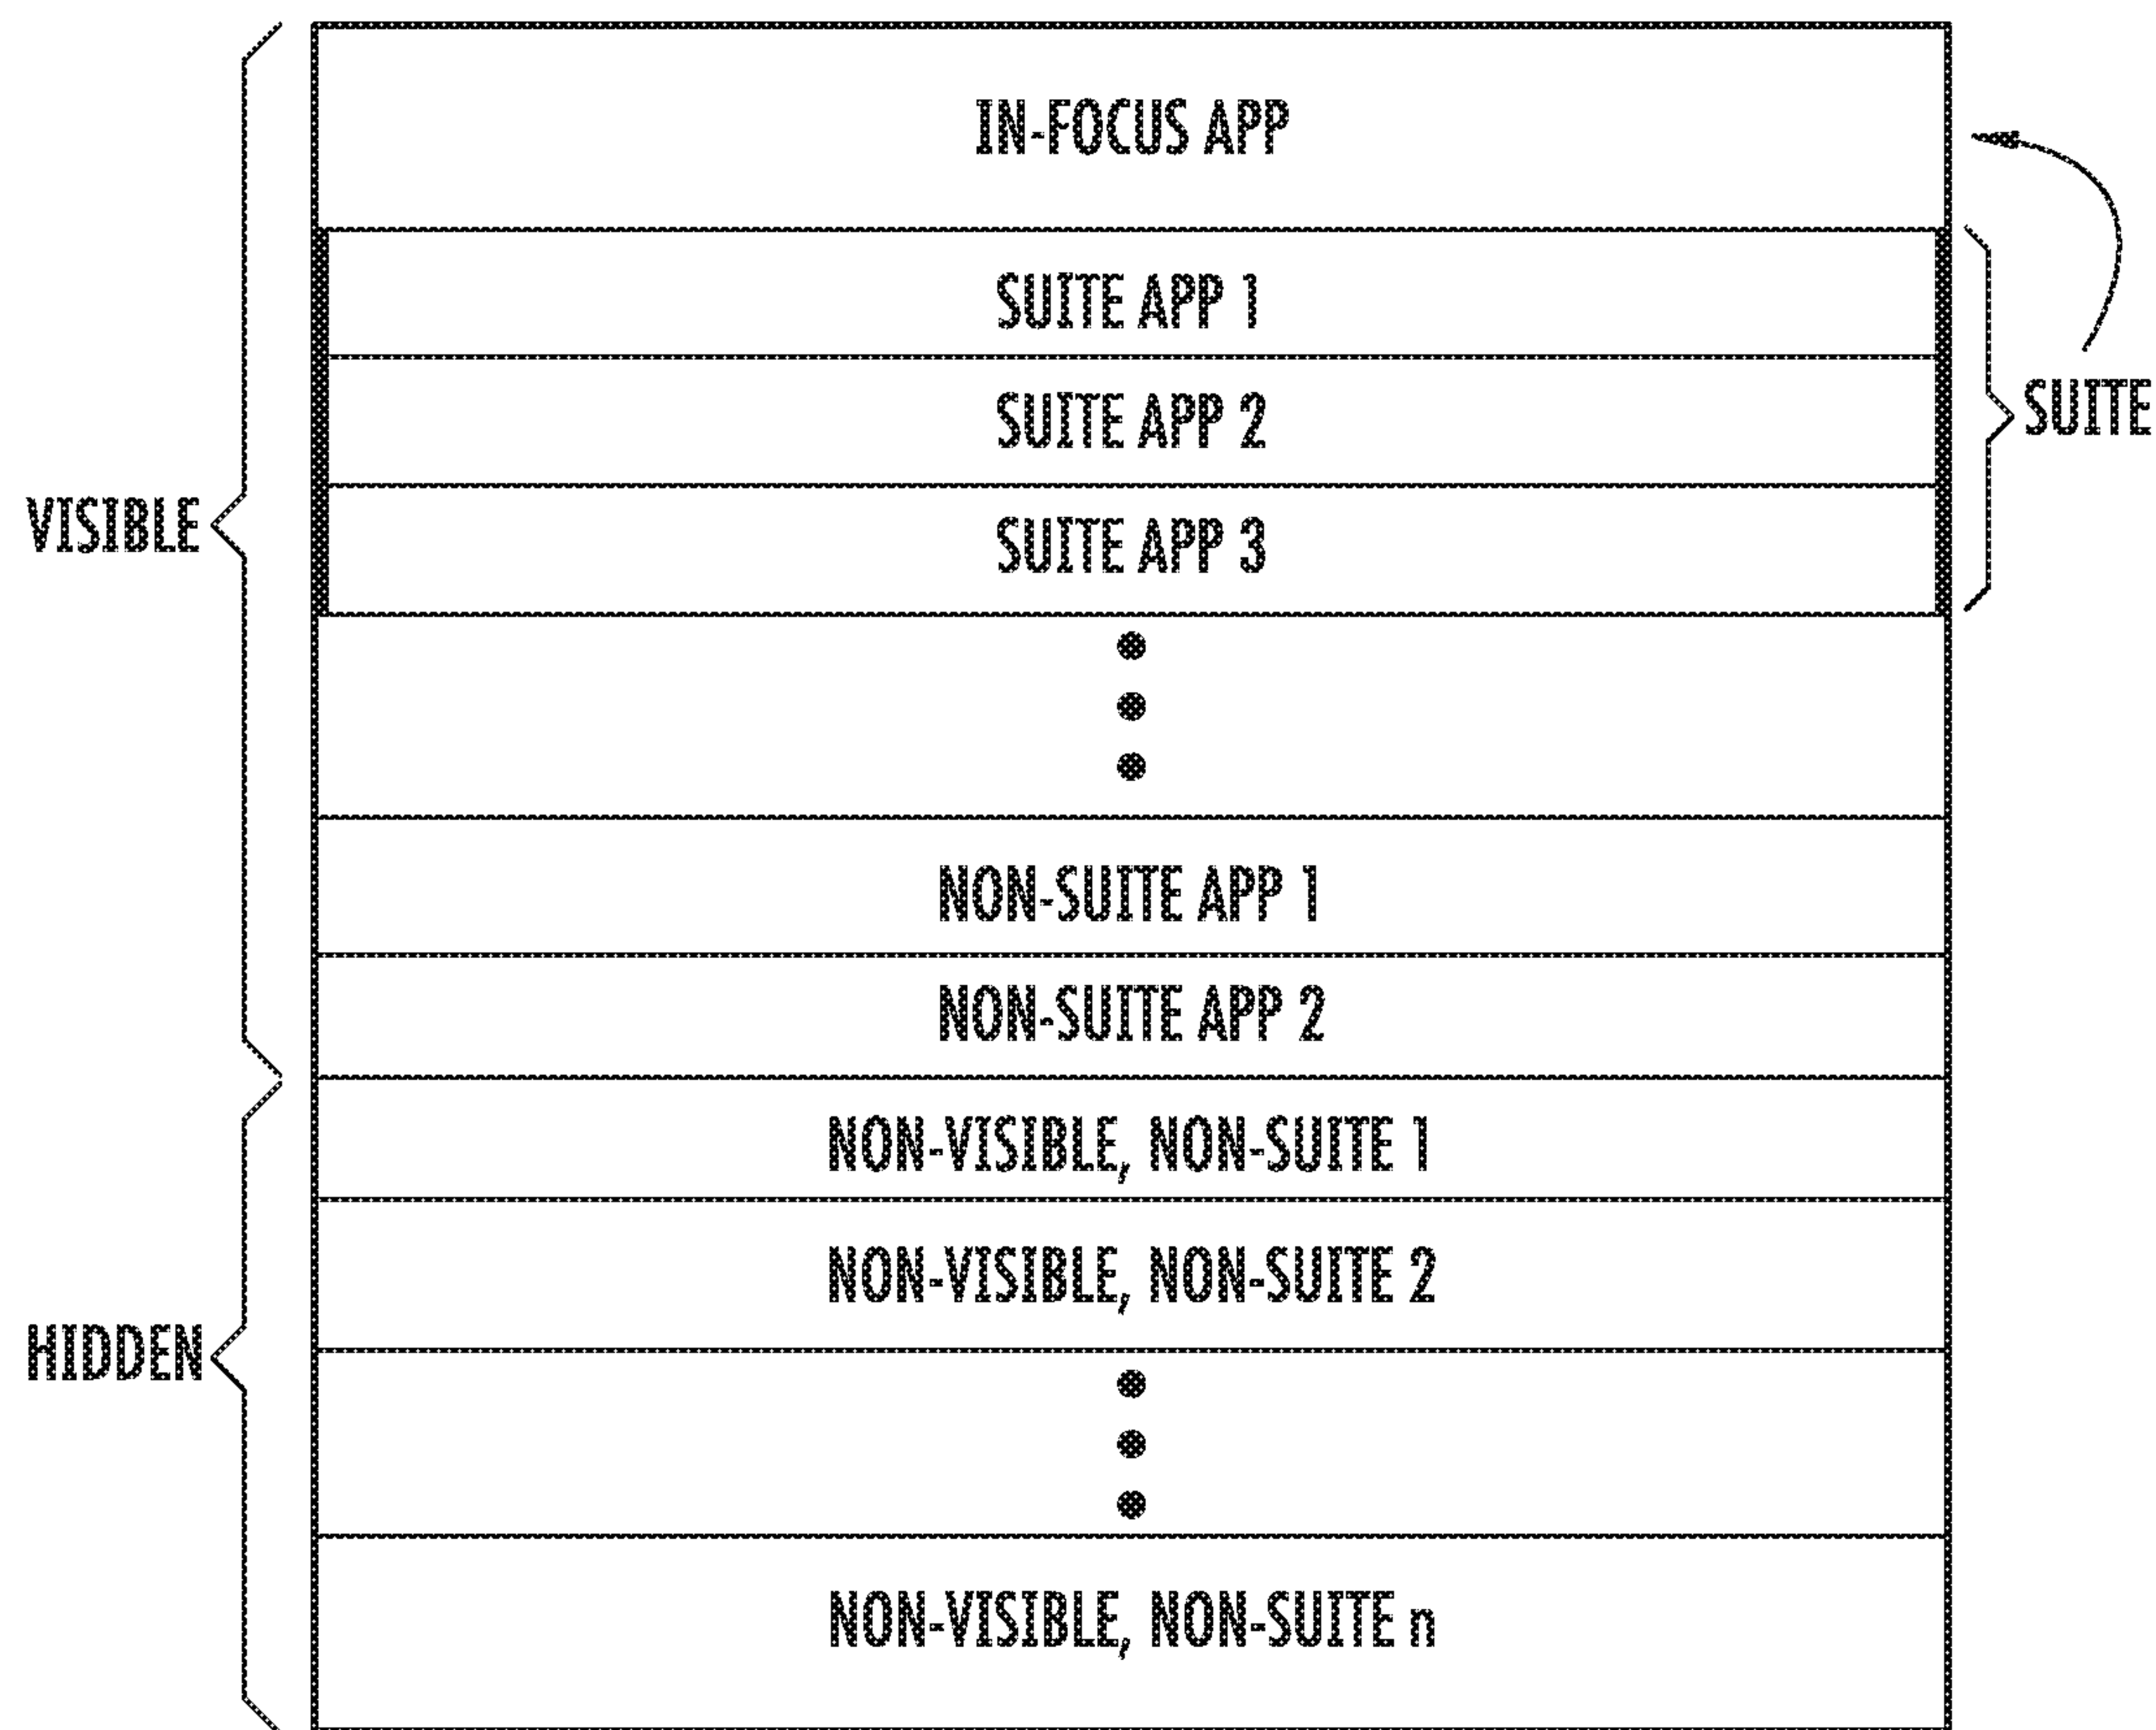 IN-FOCUS APP
SUITE APP 1
SUITE APP 2
SUITE
SUITE APP 3
VISIBLE
NON-SUITE APP 1
NON-SUITE APP 2
NON-VISIBLE, NON-SUITE 1
NON-VISIBLE, NON-SUITE 2
HIDDEN
NON-VISIBLE, NON-SUITE n